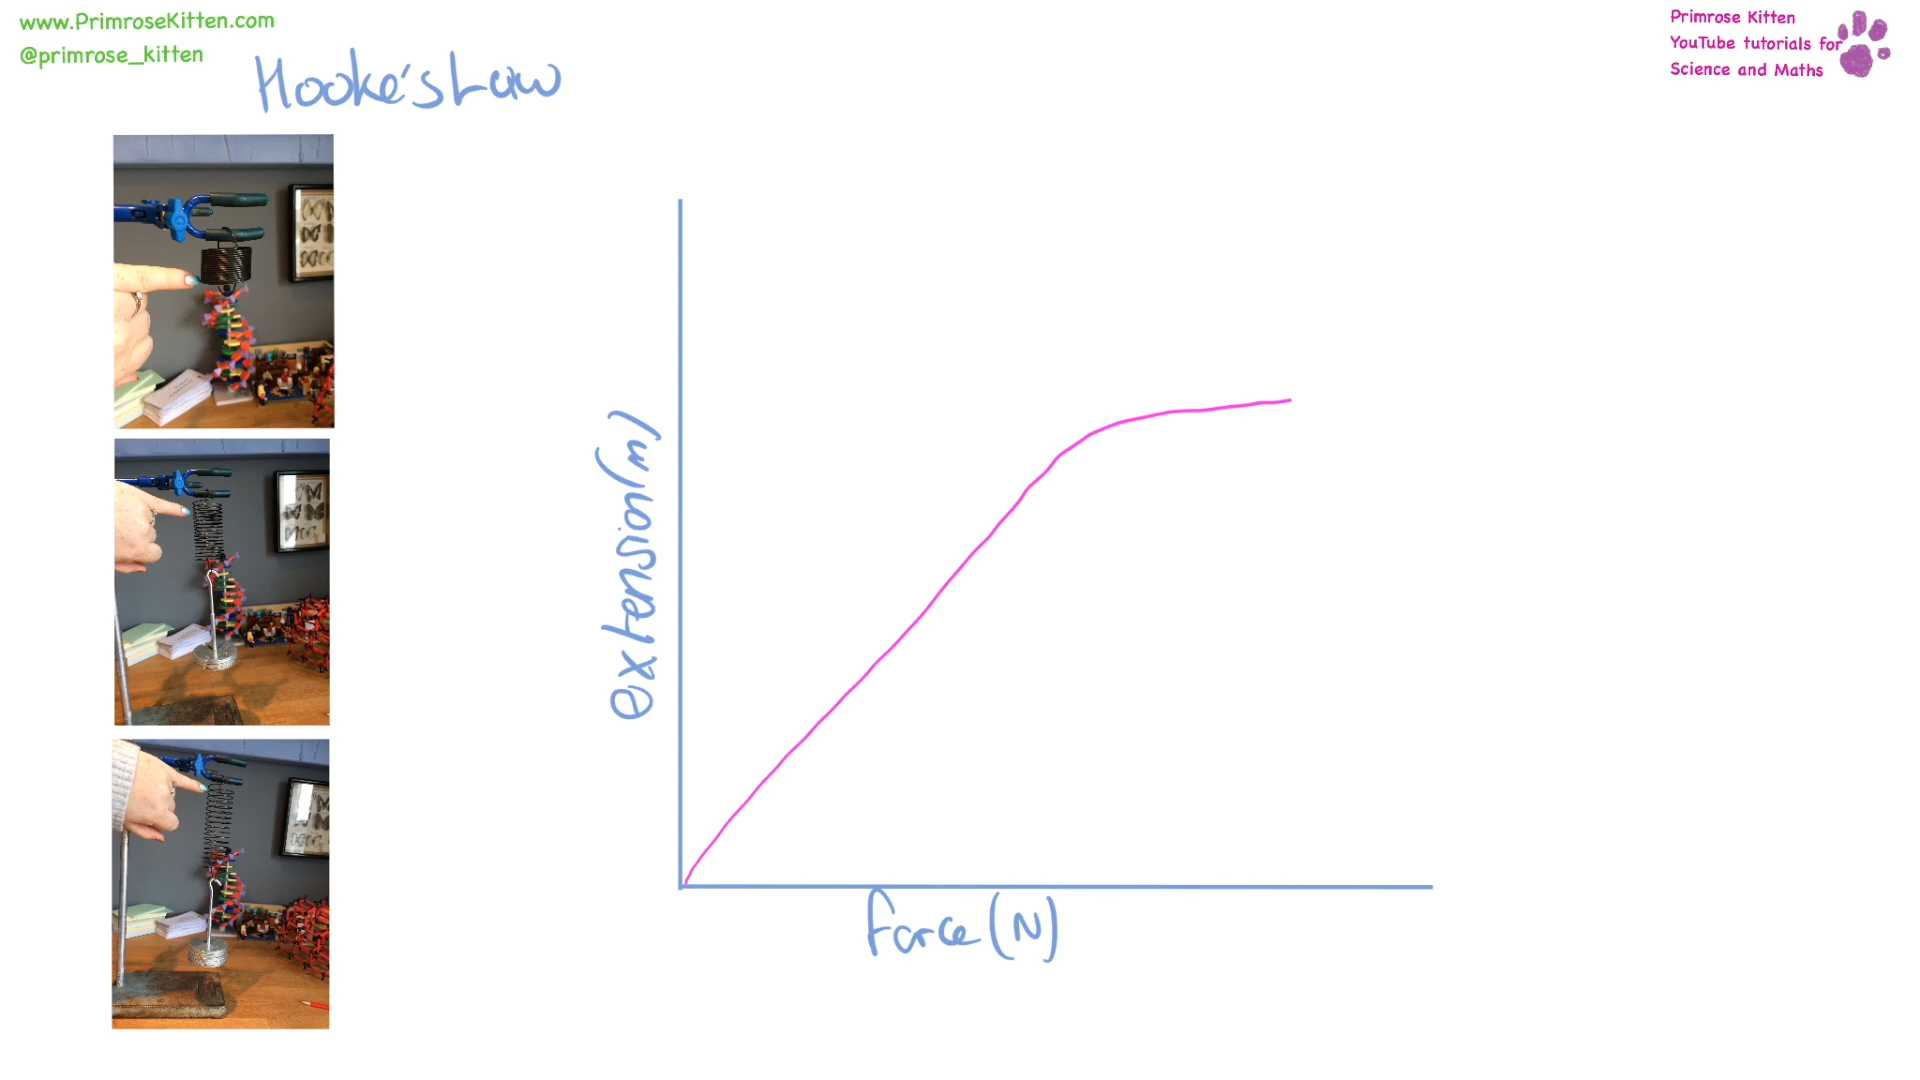 www.PrimroseKitten.com
@primrose_kitten
Primrose Kitten
YouTube tutorials for
Science and Maths
Hooke's Law
extension(m)
force(N)